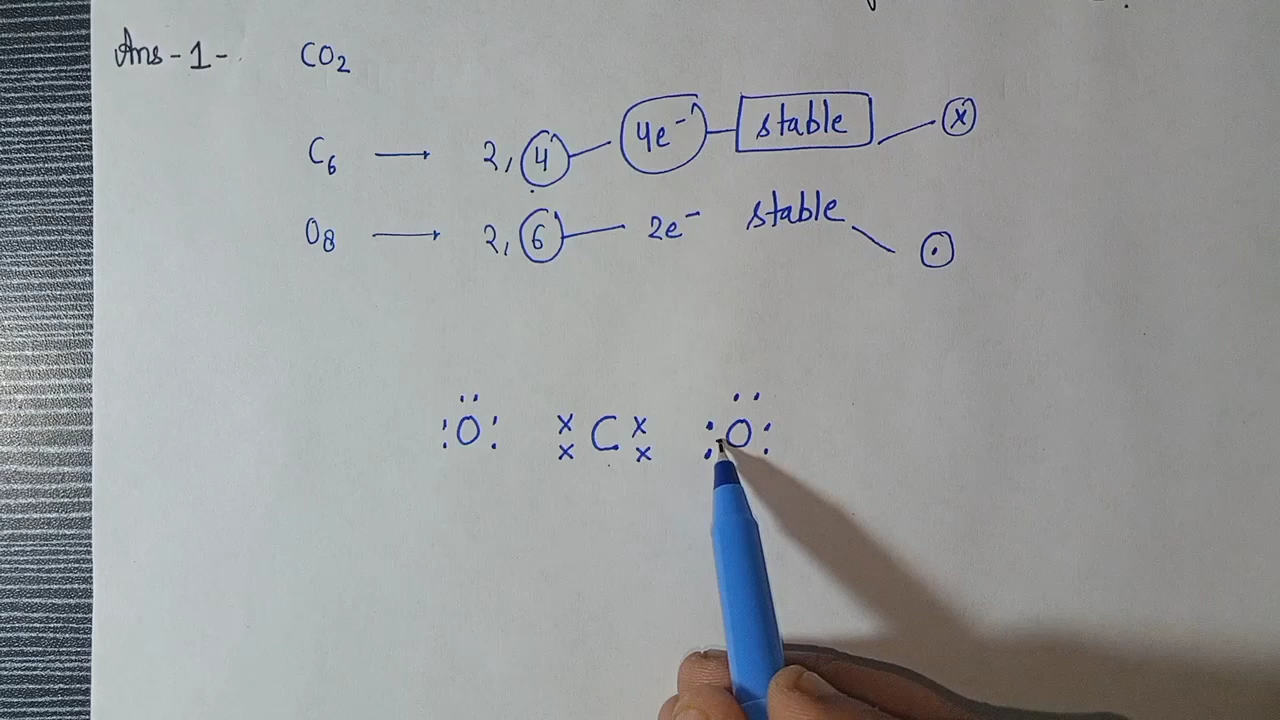 Ans-1- CO₂
C₆ → 2, 4 — 4e⁻ — stable — x
O₈ → 2, 6 — 2e⁻ stable — •
O C O